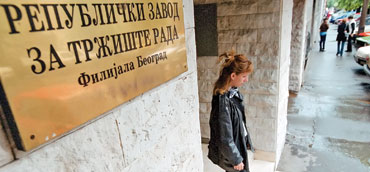 РЕПУБЛИЧКИ ЗАВОД
ЗА ТРЖИШТЕ РАДА
Филијала Београд